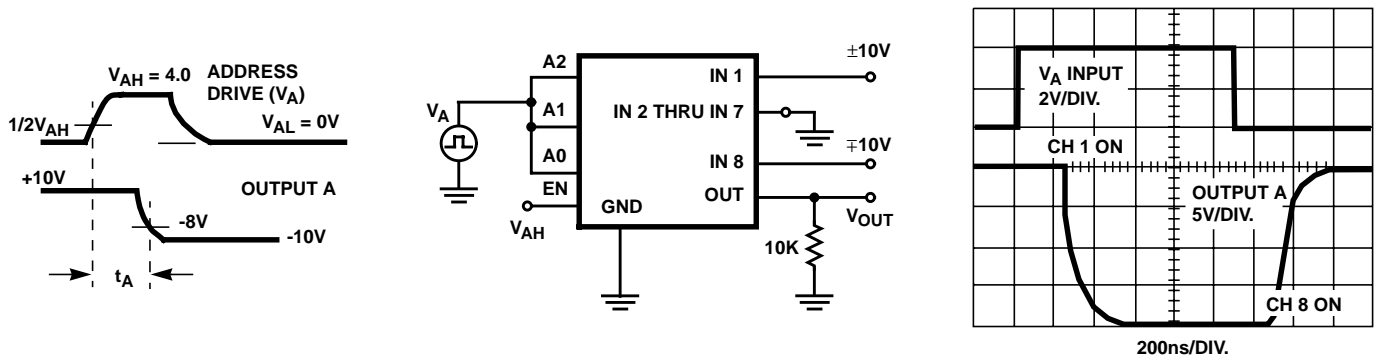 V_AH = 4.0
ADDRESS
DRIVE (V_A)
1/2V_AH
V_AL = 0V
+10V
OUTPUT A
-8V
-10V
t_A
V_A
A2
A1
A0
EN
V_AH
GND
IN 1
IN 2 THRU IN 7
IN 8
OUT
±10V
∓10V
V_OUT
10K
V_A INPUT
2V/DIV.
CH 1 ON
OUTPUT A
5V/DIV.
CH 8 ON
200ns/DIV.